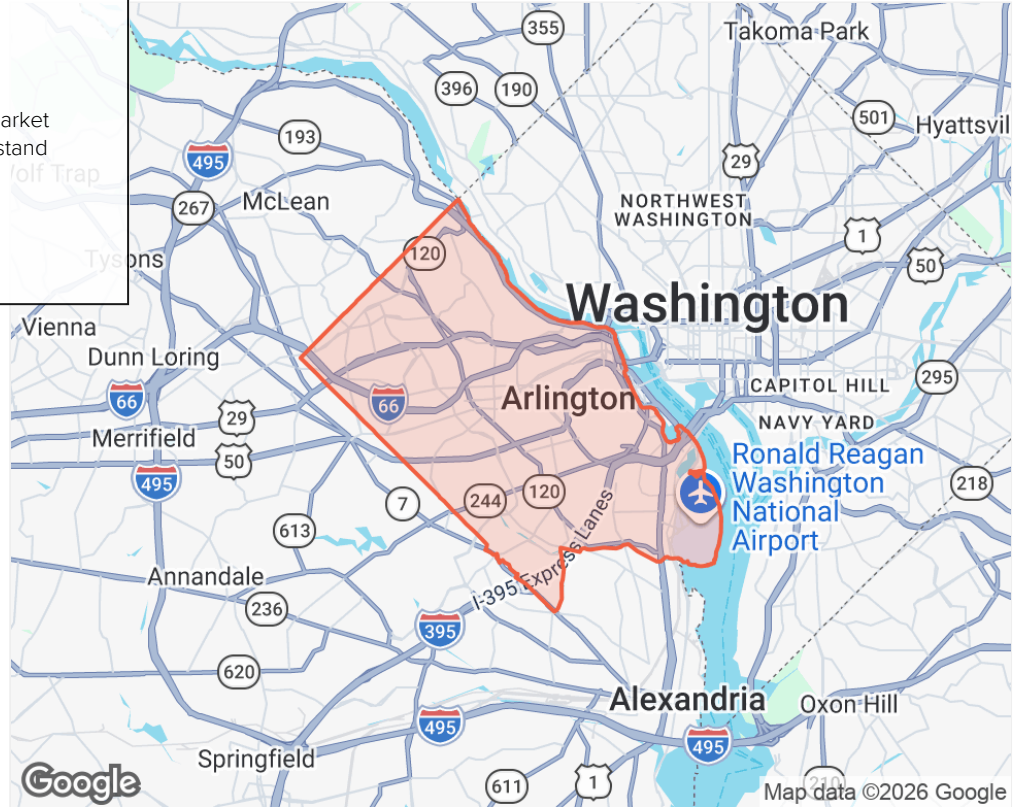 355
Takoma Park
396
190
501
arket
stand
Wolf Trap
193
Hyattsvil
495
29
267
McLean
NORTHWEST
WASHINGTON
1
120
50
Tysons
Washington
Vienna
Dunn Loring
295
CAPITOL HILL
66
66
Arlington
29
NAVY YARD
Merrifield
50
Ronald Reagan
Washington
National
Airport
495
218
7
244
120
613
I-395 Express Lanes
Annandale
236
395
620
Alexandria
Oxon Hill
495
495
Springfield
611
1
210
Google
Map data ©2026 Google